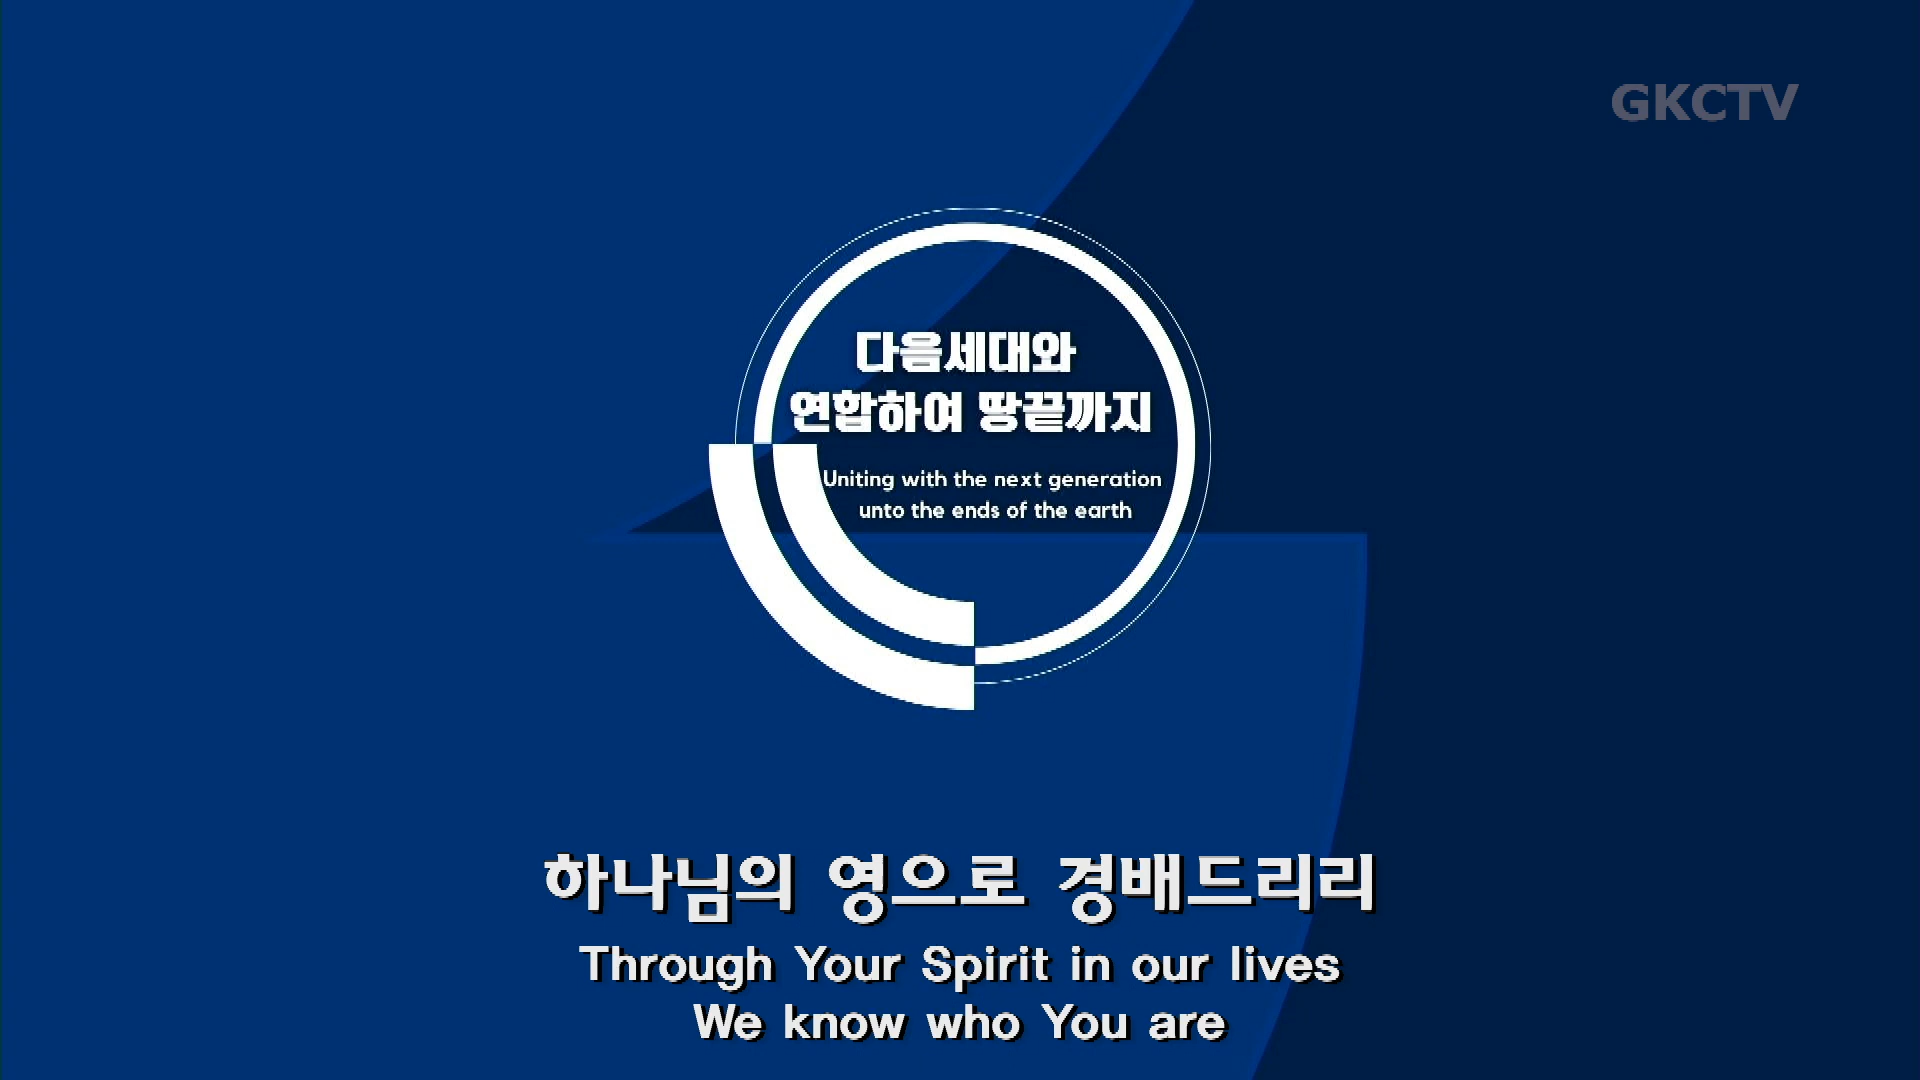 GKCTV
다음세대와
연합하여 땅끝까지
Uniting with the next generation
unto the ends of the earth
하나님의 영으로 경배드리리
Through Your Spirit in our lives
We know who You are